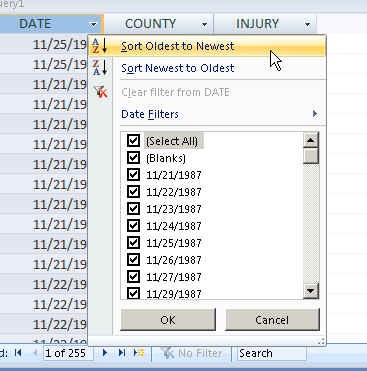 uery1
DATE COUNTY INJURY
11/25/19
11/25/19
11/21/19
11/21/19
11/21/19
11/21/19
11/21/19
11/21/19
11/21/19
11/21/19
11/21/19
11/21/19
11/22/19
11/22/19
11/22/19
Sort Oldest to Newest
Sort Newest to Oldest
Clear filter from DATE
Date Filters
(Select All)
(Blanks)
11/21/1987
11/22/1987
11/23/1987
11/24/1987
11/25/1987
11/26/1987
11/27/1987
11/29/1987
OK Cancel
d: 1 of 255 No Filter Search